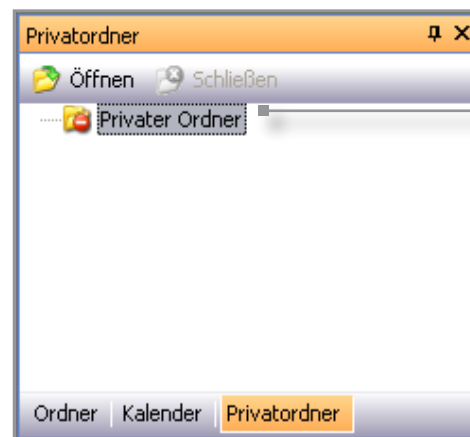 Privatordner
Öffnen Schließen
Privater Ordner
Ordner Kalender Privatordner